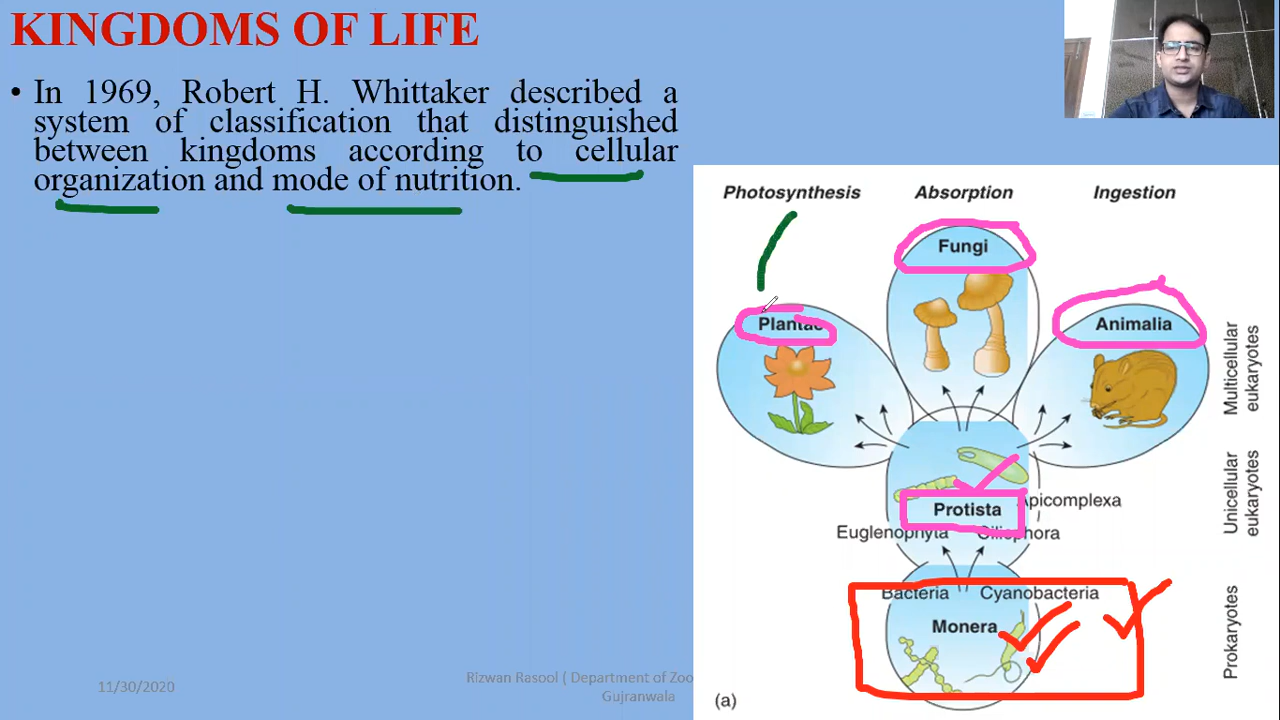 KINGDOMS OF LIFE
• In 1969, Robert H. Whittaker described a
system of classification that distinguished
between kingdoms according to cellular
organization and mode of nutrition.
Photosynthesis
Absorption
Ingestion
Fungi
Plantae
Animalia
Multicellular
eukaryotes
Protista
Apicomplexa
Euglenophyta
Ciliophora
Unicellular
eukaryotes
Bacteria
Cyanobacteria
Monera
Prokaryotes
(a)
11/30/2020
Rizwan Rasool ( Department of Zoo
Gujranwala